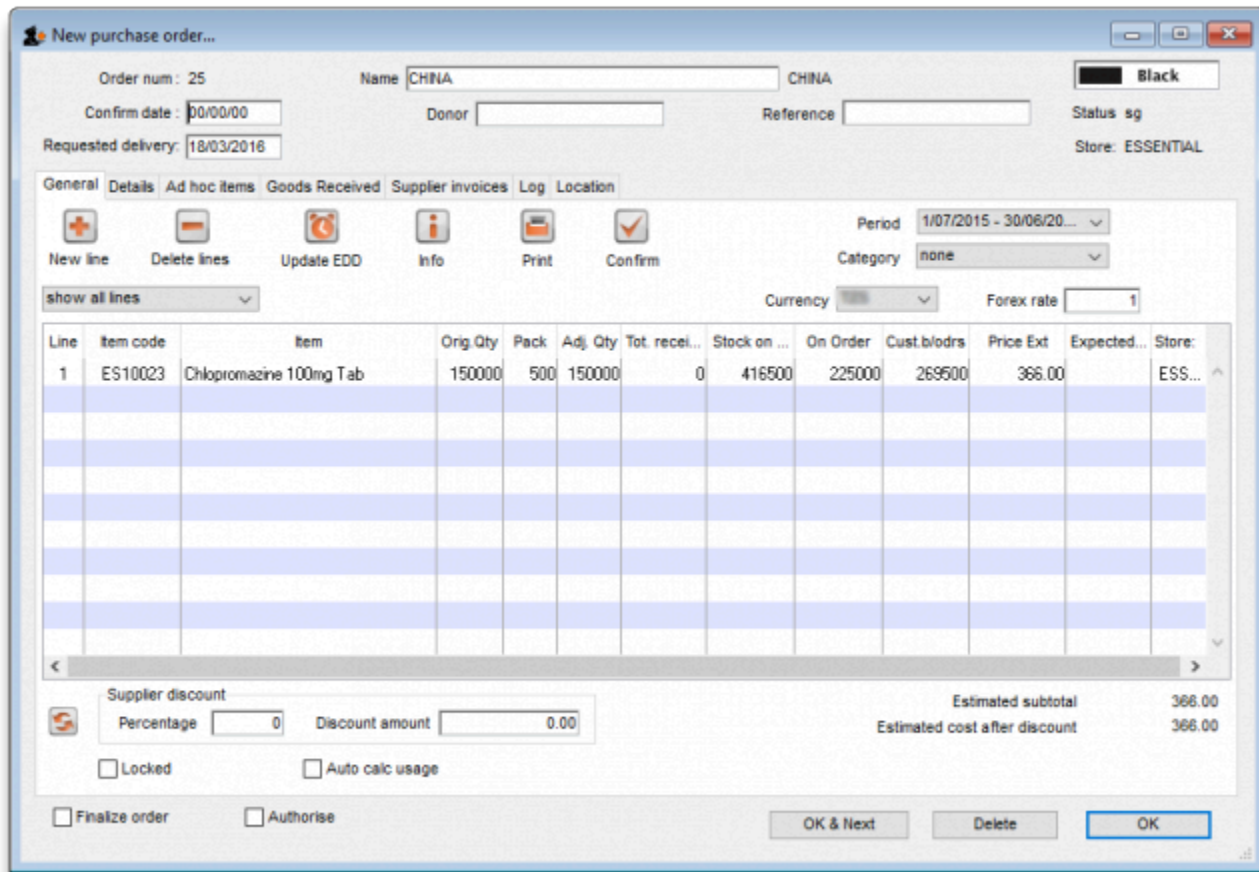 New purchase order...
Order num : 25
Name CHINA CHINA
Black
Confirm date : 00/00/00
Donor
Reference
Status sg
Requested delivery: 18/03/2016
Store: ESSENTIAL
General Details Ad hoc items Goods Received Supplier invoices Log Location
New line Delete lines Update EDD Info Print Confirm
Period 1/07/2015 - 30/06/20...
Category none
show all lines
Currency
Forex rate 1
Line Item code Item Orig.Qty Pack Adj. Qty Tot. recei... Stock on ... On Order Cust.b/odrs Price Ext Expected... Store:
1 ES10023 Chlopromazine 100mg Tab 150000 500 150000 0 416500 225000 269500 366.00 ESS...
Supplier discount
Percentage 0 Discount amount 0.00
Estimated subtotal 366.00
Estimated cost after discount 366.00
Locked Auto calc usage
Finalize order Authorise
OK & Next Delete OK